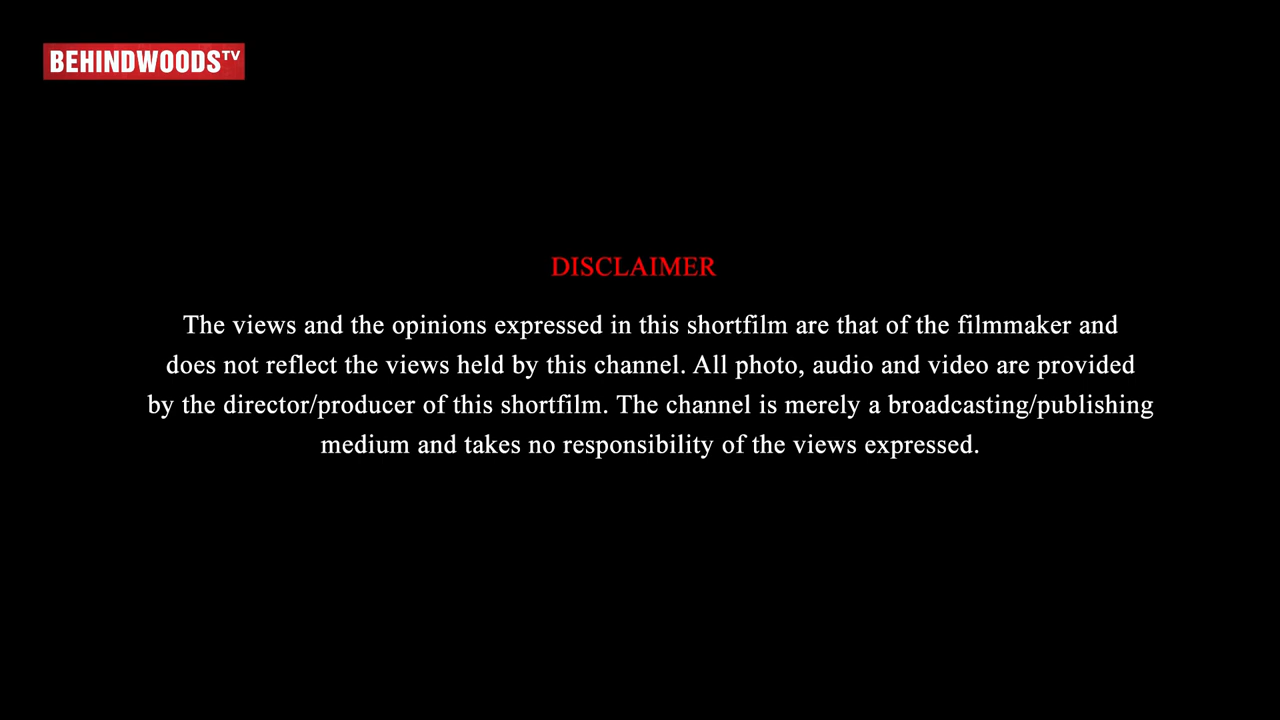 BEHINDWOODSTV
DISCLAIMER
The views and the opinions expressed in this shortfilm are that of the filmmaker and
does not reflect the views held by this channel. All photo, audio and video are provided
by the director/producer of this shortfilm. The channel is merely a broadcasting/publishing
medium and takes no responsibility of the views expressed.